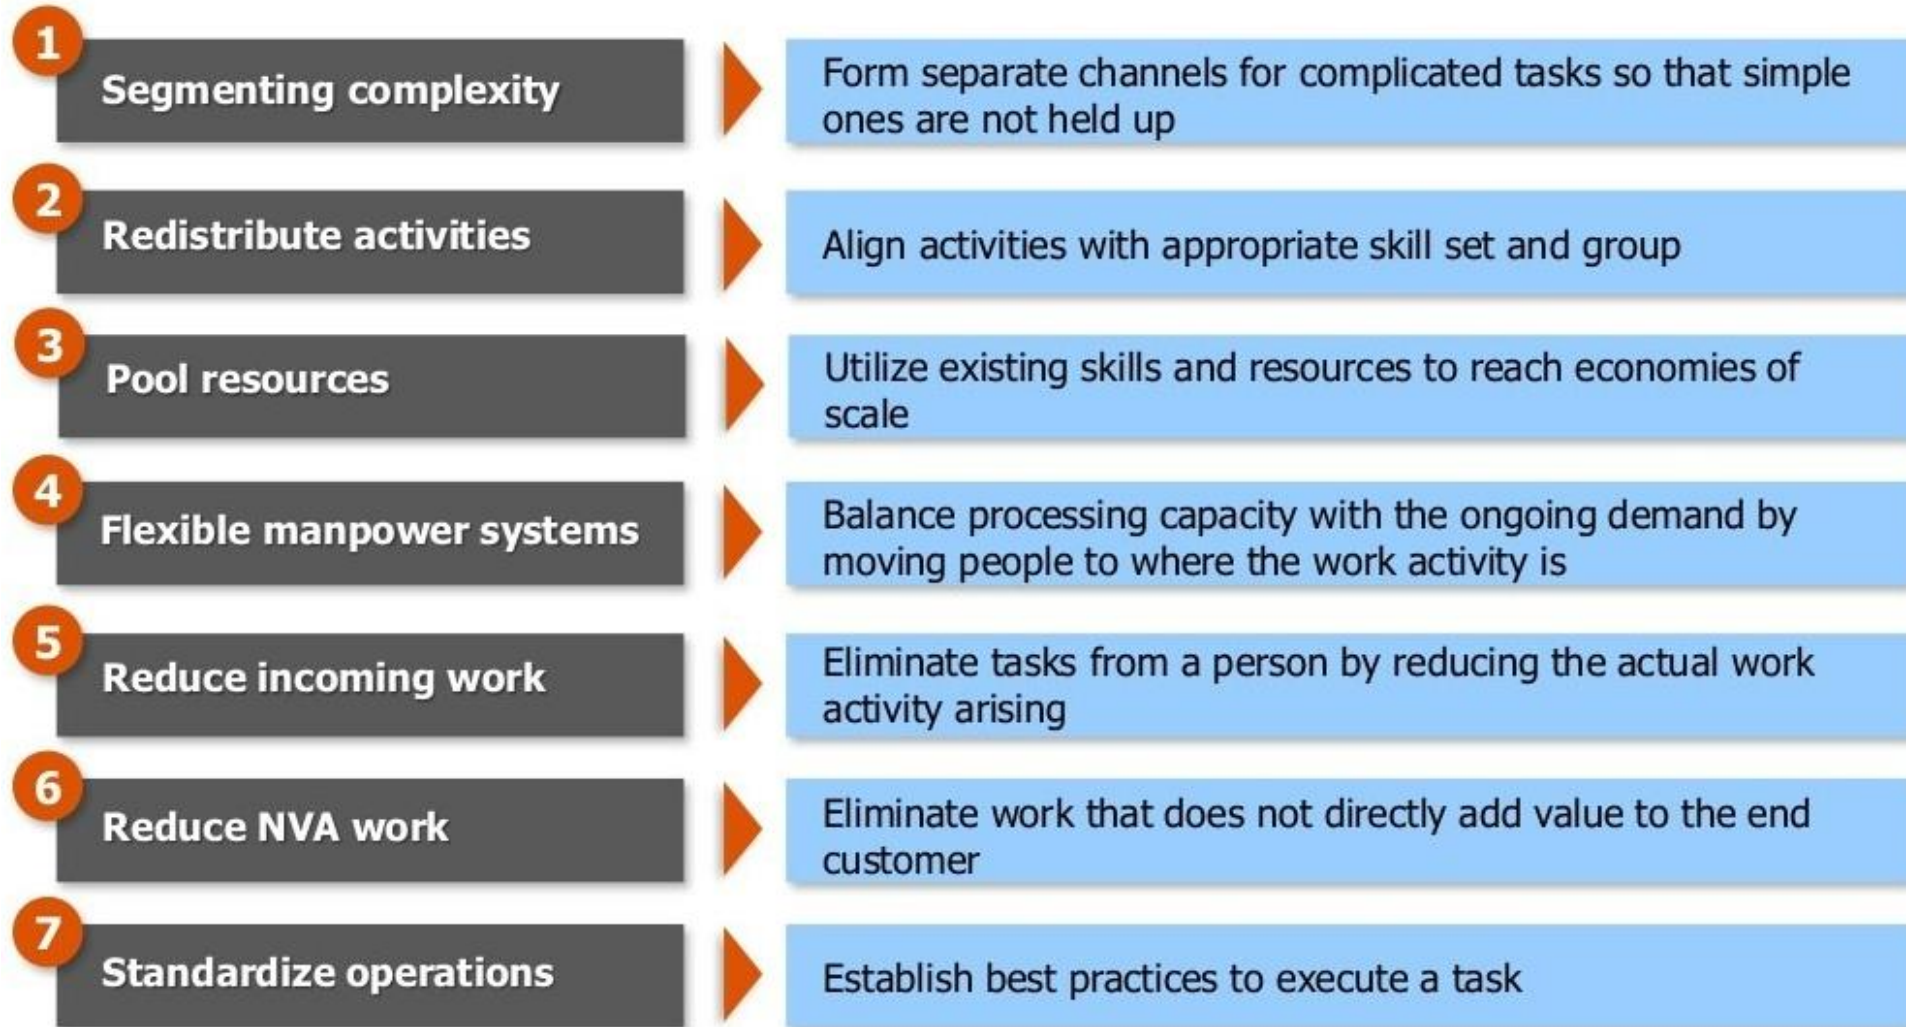 1
Segmenting complexity
Form separate channels for complicated tasks so that simple
ones are not held up
2
Redistribute activities
Align activities with appropriate skill set and group
3
Pool resources
Utilize existing skills and resources to reach economies of
scale
4
Flexible manpower systems
Balance processing capacity with the ongoing demand by
moving people to where the work activity is
5
Reduce incoming work
Eliminate tasks from a person by reducing the actual work
activity arising
6
Reduce NVA work
Eliminate work that does not directly add value to the end
customer
7
Standardize operations
Establish best practices to execute a task